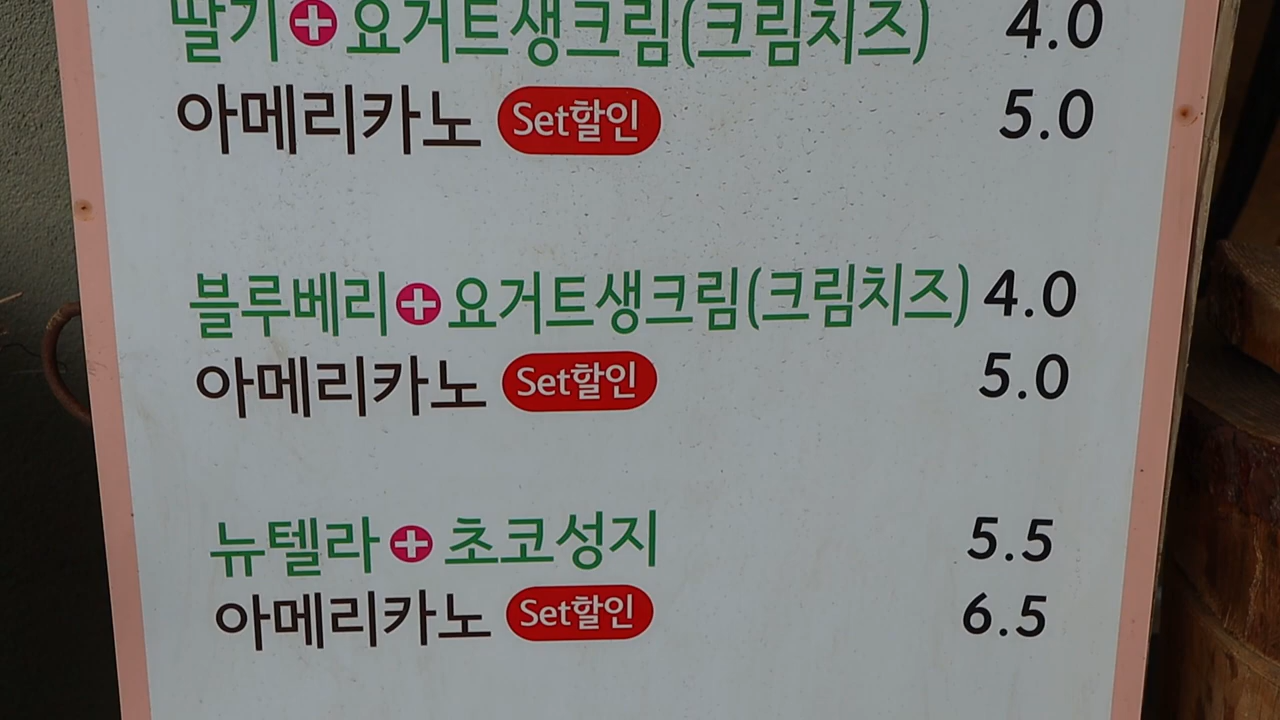 딸기+요거트생크림(크림치즈) 4.0
아메리카노 Set할인 5.0
블루베리+요거트생크림(크림치즈) 4.0
아메리카노 Set할인 5.0
뉴텔라+초코성지 5.5
아메리카노 Set할인 6.5